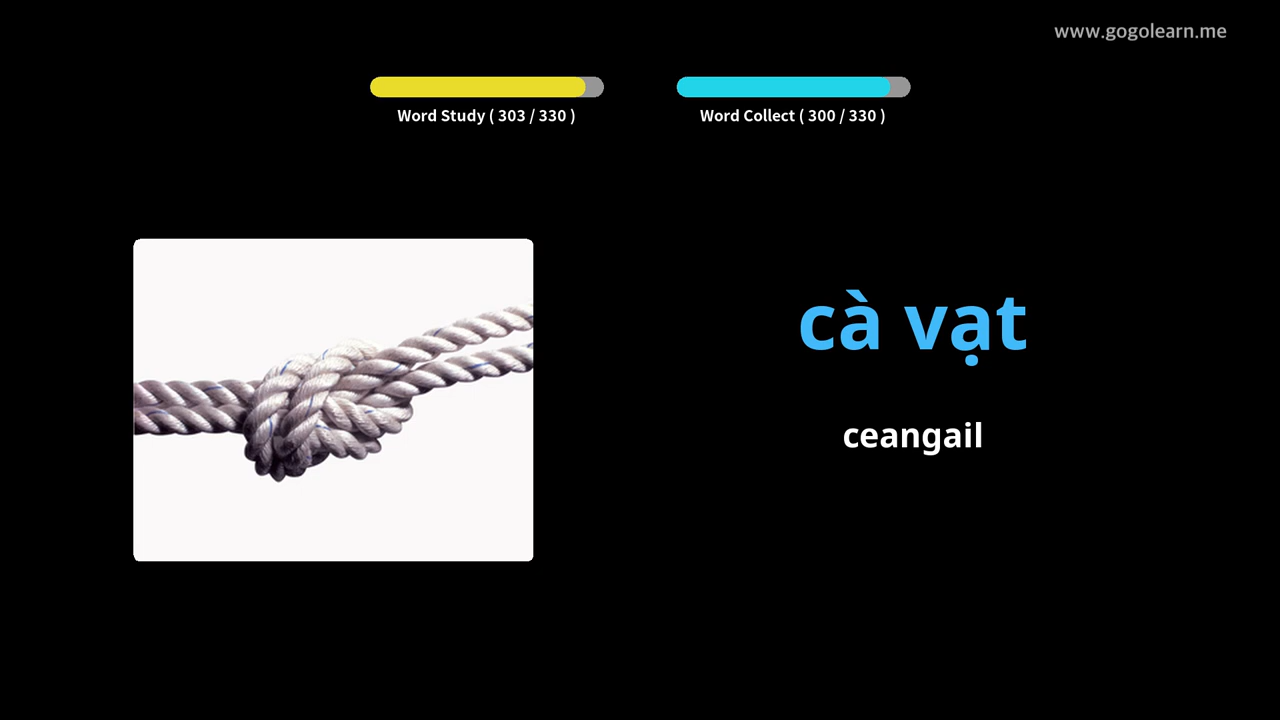 www.gogolearn.me
Word Study ( 303 / 330 )
Word Collect ( 300 / 330 )
cà vạt
ceangail